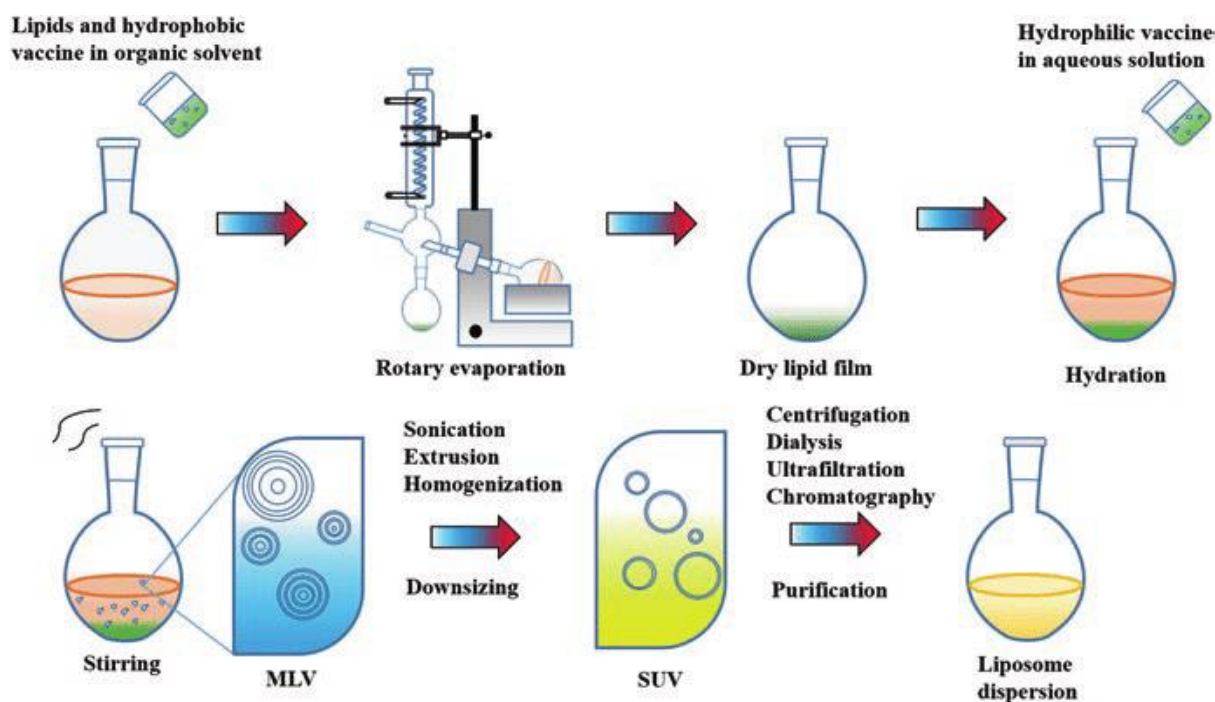 Lipids and hydrophobic
vaccine in organic solvent
Hydrophilic vaccine
in aqueous solution
Rotary evaporation
Dry lipid film
Hydration
Sonication
Extrusion
Homogenization
Downsizing
Centrifugation
Dialysis
Ultrafiltration
Chromatography
Purification
Stirring
MLV
SUV
Liposome
dispersion